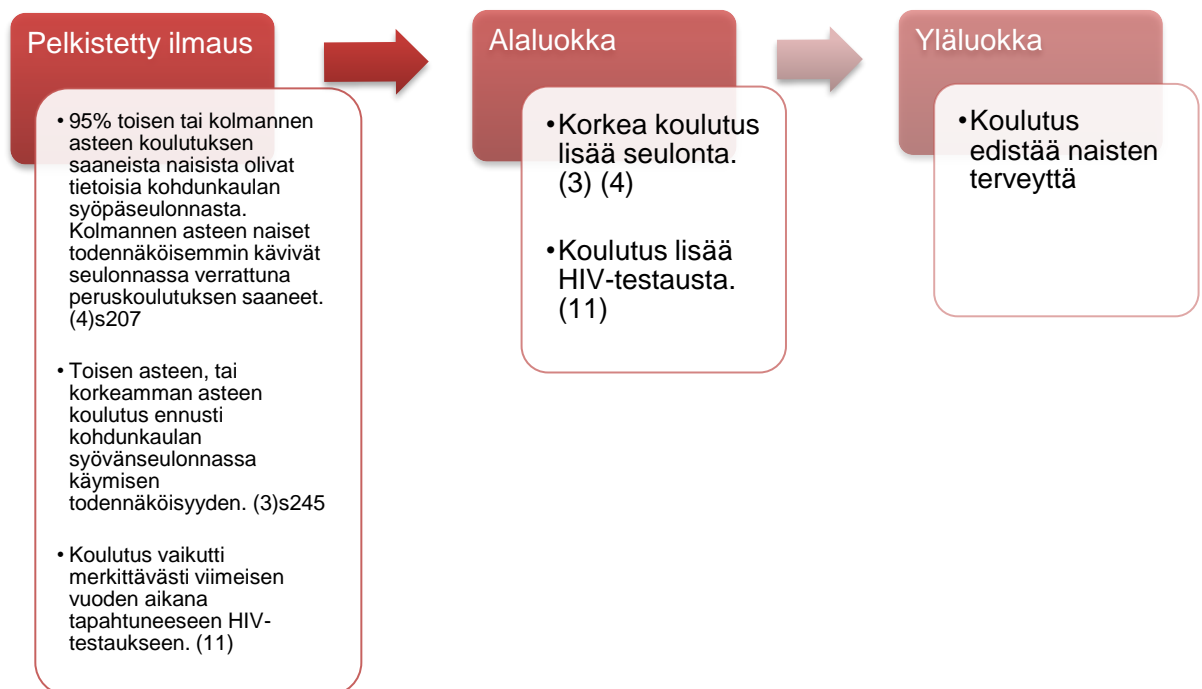 Pelkistetty ilmaus
• 95% toisen tai kolmannen
asteen koulutuksen
saaneista naisista olivat
tietoisia kohdunkaulan
syöpäseulonnasta.
Kolmannen asteen naiset
todennäköisemmin kävivät
seulonnassa verrattuna
peruskoulutuksen saaneet.
(4)s207
• Toisen asteen, tai
korkeamman asteen
koulutus ennusti
kohdunkaulan
syövänseulonnassa
käymisen
todennäköisyyden. (3)s245
• Koulutus vaikutti
merkittävästi viimeisen
vuoden aikana
tapahtuneeseen HIV-
testaukseen. (11)
Alaluokka
•Korkea koulutus
lisää seulonta.
(3) (4)
•Koulutus lisää
HIV-testausta.
(11)
Yläluokka
•Koulutus
edistää naisten
terveyttä